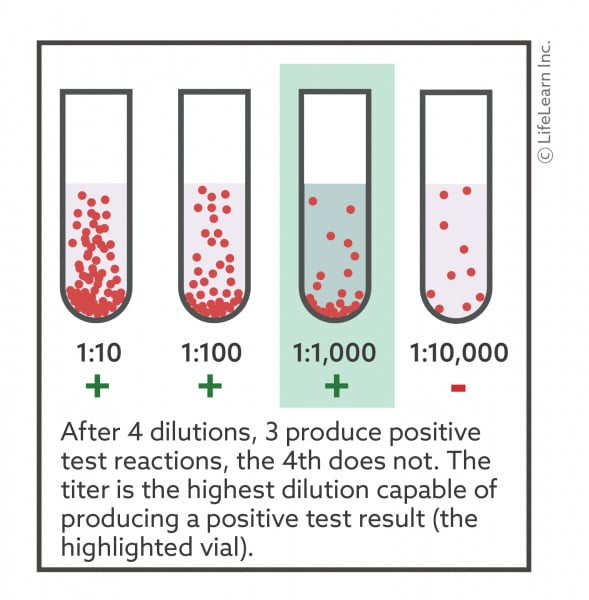 © LifeLearn Inc.
1:10 1:100 1:1,000 1:10,000
+ + + -
After 4 dilutions, 3 produce positive
test reactions, the 4th does not. The
titer is the highest dilution capable of
producing a positive test result (the
highlighted vial).